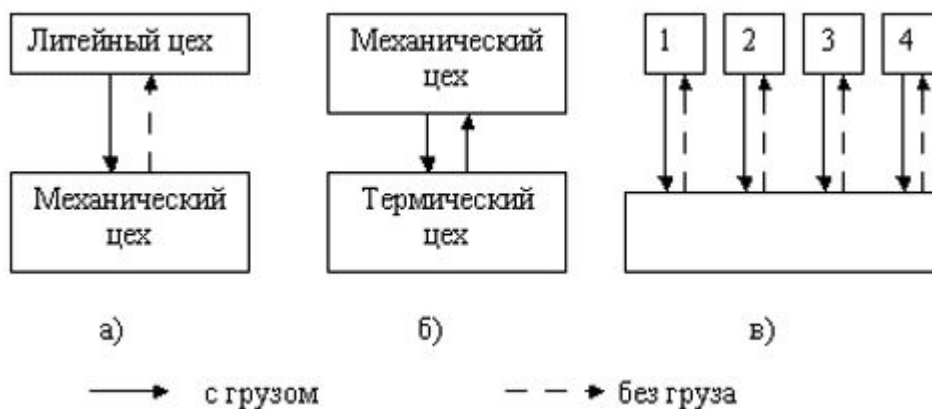 Литейный цех
Механический
цех
Механический
цех
Термический
цех
1
2
3
4
а)
б)
в)
с грузом
без груза